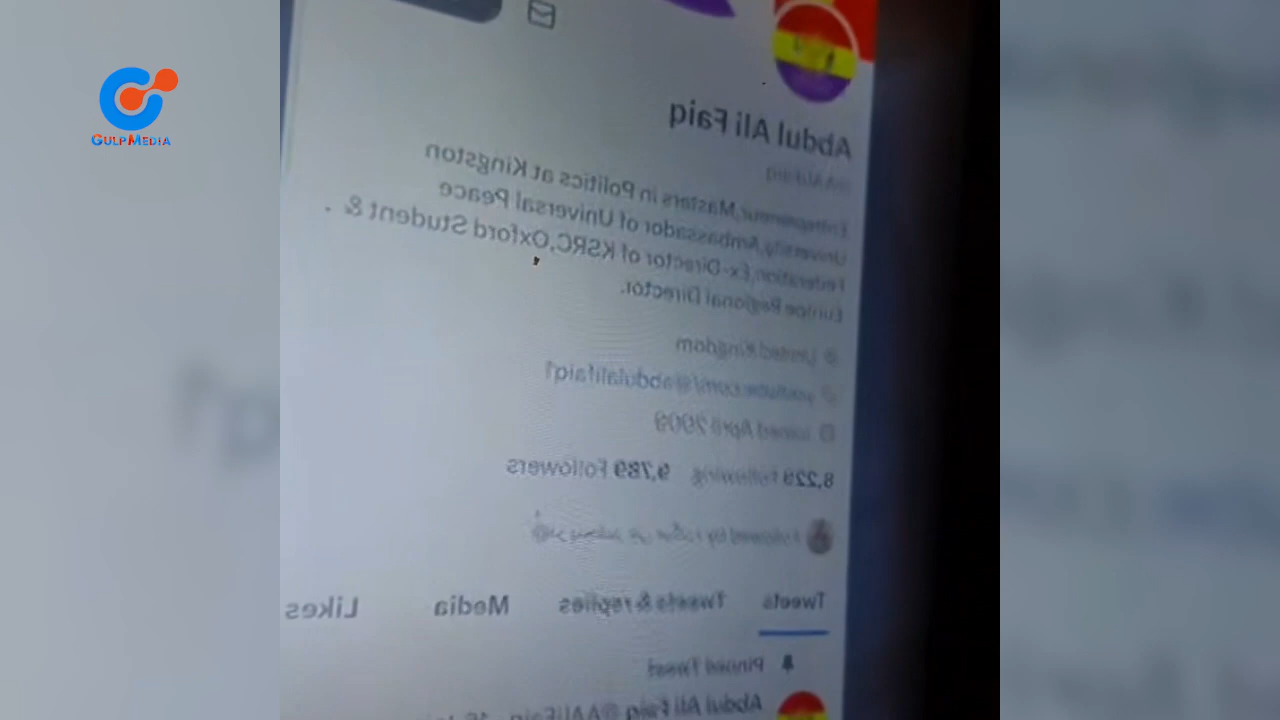 GULPMEDIA
Abdul Ali Faiq
Entrepreneur, Masters in Politics at Kingston
University, Ambassador of Universal Peace
Federation, Ex-Director of KSRC, Oxford Student & .
Europe Regional Director.
United Kingdom
youtube.com/@abdulalifaiq1
Joined April 2009
8,229 Following 9,789 Followers
Followed by
Tweets Tweets & replies Media Likes
Pinned Tweet
Abdul Ali Faiq